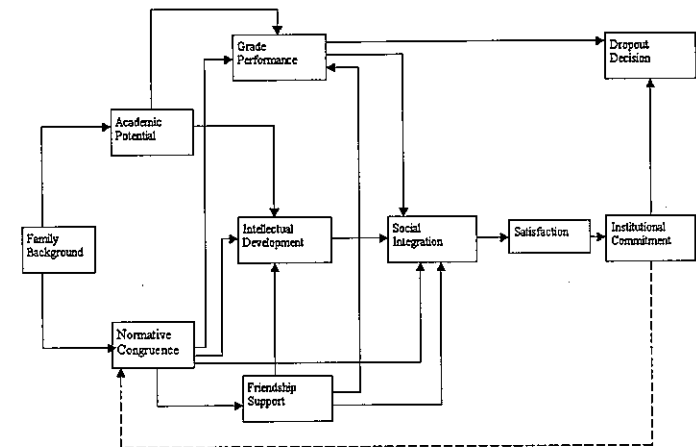 Grade
Performance
Dropout
Decision
Academic
Potential
Family
Background
Intellectual
Development
Social
Integration
Satisfaction
Institutional
Commitment
Normative
Congruence
Friendship
Support